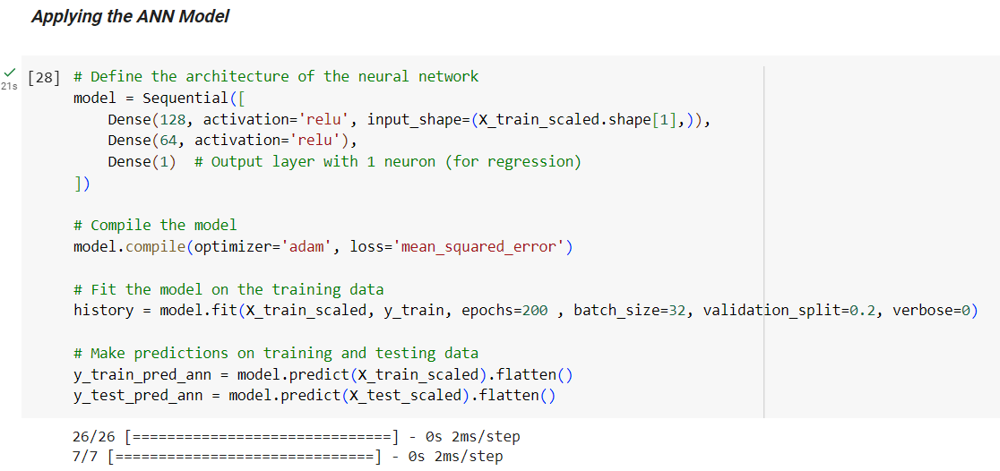 Applying the ANN Model
21s
[28] # Define the architecture of the neural network
model = Sequential([
    Dense(128, activation='relu', input_shape=(X_train_scaled.shape[1],)),
    Dense(64, activation='relu'),
    Dense(1)  # Output layer with 1 neuron (for regression)
])
# Compile the model
model.compile(optimizer='adam', loss='mean_squared_error')
# Fit the model on the training data
history = model.fit(X_train_scaled, y_train, epochs=200 , batch_size=32, validation_split=0.2, verbose=0)
# Make predictions on training and testing data
y_train_pred_ann = model.predict(X_train_scaled).flatten()
y_test_pred_ann = model.predict(X_test_scaled).flatten()
26/26 [==============================] - 0s 2ms/step
7/7 [==============================] - 0s 2ms/step